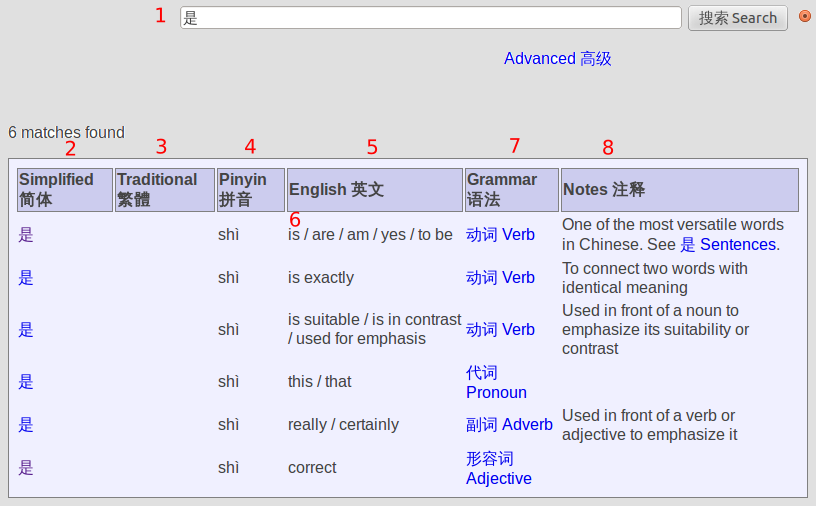 1 是 搜索 Search
Advanced 高级
6 matches found
2 3 4 5 7 8
Simplified Traditional Pinyin English 英文 Grammar Notes 注释
简体 繁體 拼音 语法
6
是 shì is / are / am / yes / to be 动词 Verb One of the most versatile words
in Chinese. See 是 Sentences.
是 shì is exactly 动词 Verb To connect two words with
identical meaning
是 shì is suitable / is in contrast 动词 Verb Used in front of a noun to
/ used for emphasis emphasize its suitability or
contrast
是 shì this / that 代词
Pronoun
是 shì really / certainly 副词 Adverb Used in front of a verb or
adjective to emphasize it
是 shì correct 形容词
Adjective